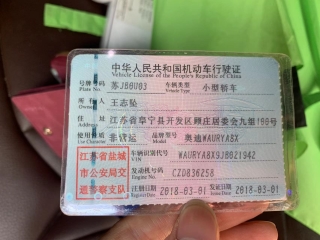 中华人民共和国机动车行驶证
Vehicle License of the People's Republic of China
号牌号码 苏J86U03 车辆类型 小型轿车
Plate No. Vehicle Type
所有人 王志坠
Owner
住址 江苏省阜宁县开发区顾庄居委会九组188号
Address
使用性质 非营运 品牌型号 奥迪WAURYA8X
Use Character Model
江苏省盐城市公安局交通警察支队
车辆识别代号 WAURYA8X9JB021942
VIN
发动机号码 CZD836258
Engine No.
注册日期 2018-03-01 发证日期 2018-03-01
Register Date Issue Date